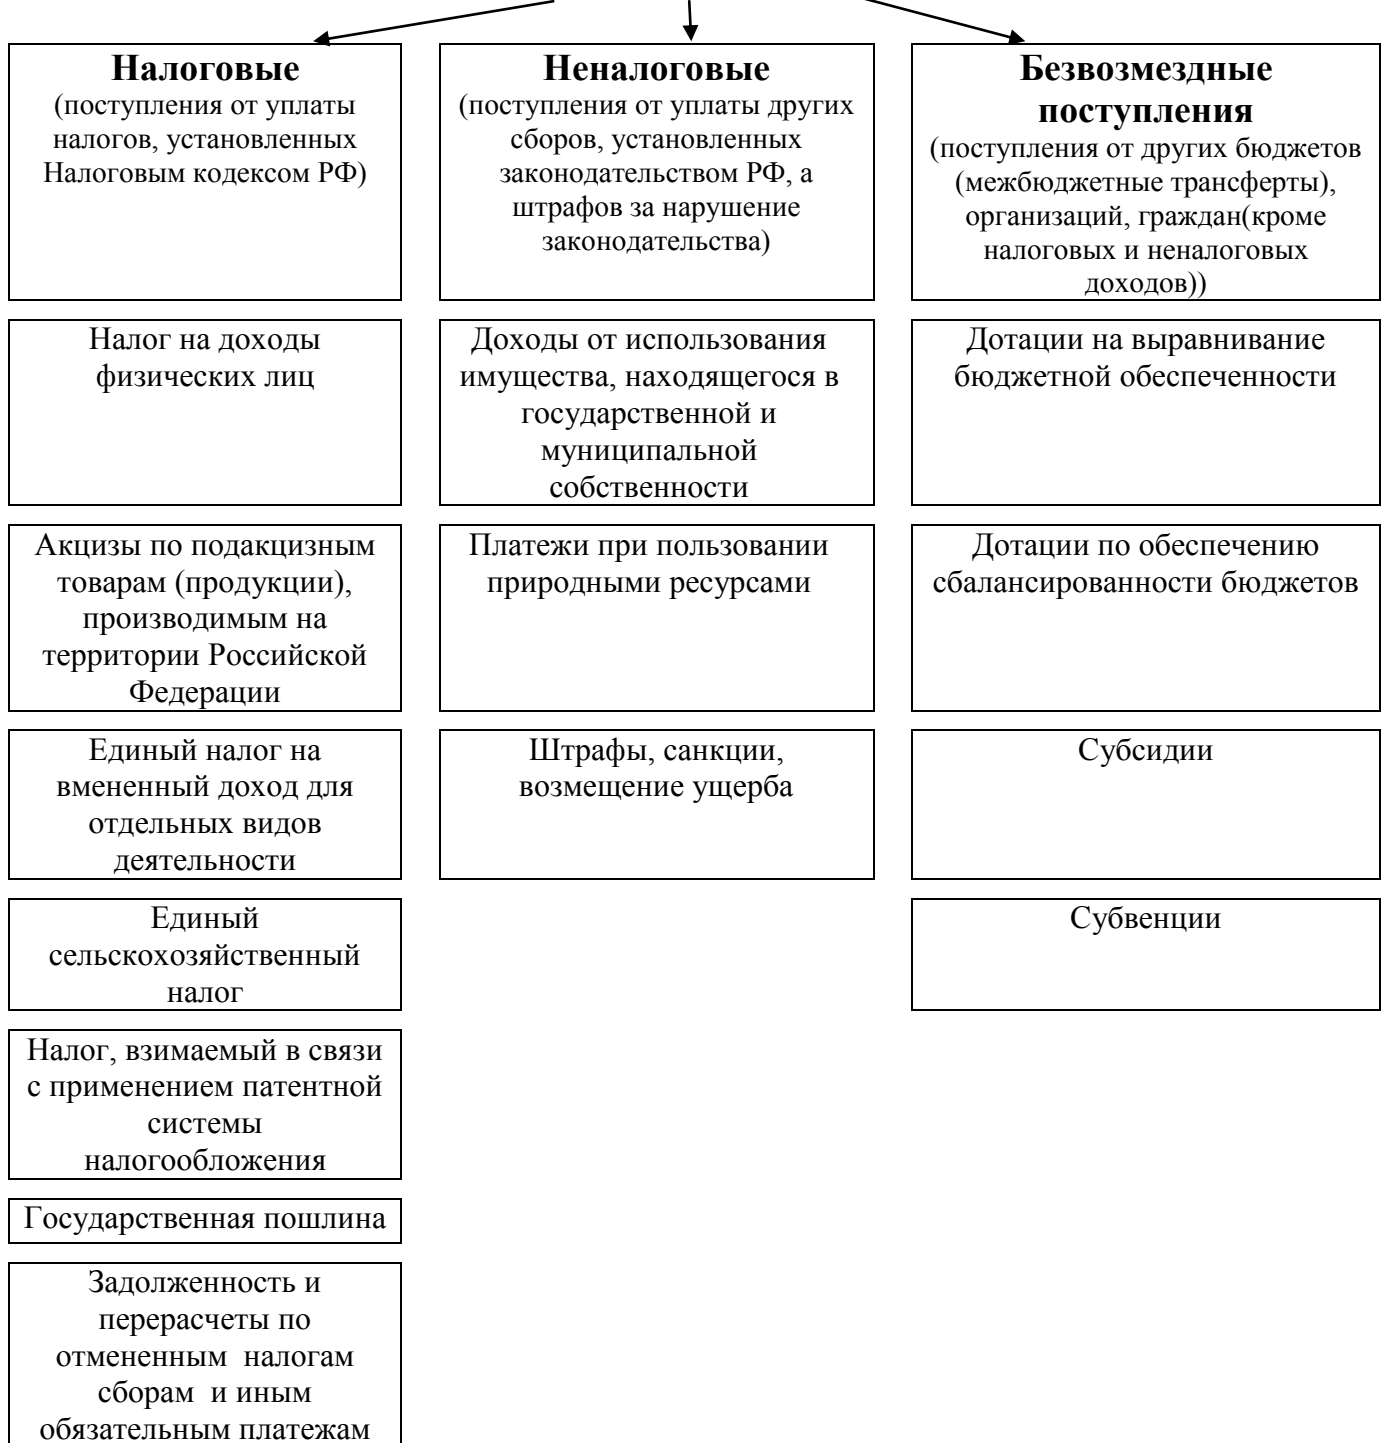 Налоговые
(поступления от уплаты
налогов, установленных
Налоговым кодексом РФ)
Неналоговые
(поступления от уплаты других
сборов, установленных
законодательством РФ, а
штрафов за нарушение
законодательства)
Безвозмездные
поступления
(поступления от других бюджетов
(межбюджетные трансферты),
организаций, граждан(кроме
налоговых и неналоговых
доходов))
Налог на доходы
физических лиц
Доходы от использования
имущества, находящегося в
государственной и
муниципальной
собственности
Дотации на выравнивание
бюджетной обеспеченности
Акцизы по подакцизным
товарам (продукции),
производимым на
территории Российской
Федерации
Платежи при пользовании
природными ресурсами
Дотации по обеспечению
сбалансированности бюджетов
Единый налог на
вмененный доход для
отдельных видов
деятельности
Штрафы, санкции,
возмещение ущерба
Субсидии
Единый
сельскохозяйственный
налог
Субвенции
Налог, взимаемый в связи
с применением патентной
системы
налогообложения
Государственная пошлина
Задолженность и
перерасчеты по
отмененным  налогам
сборам  и иным
обязательным платежам